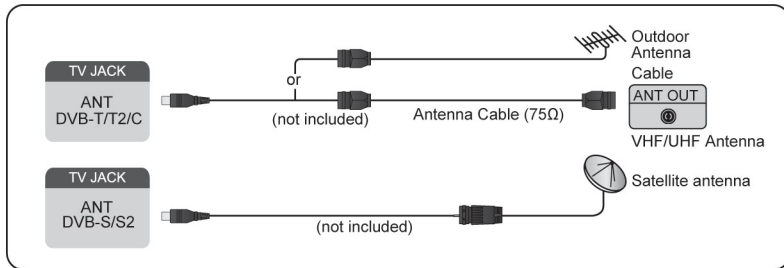 TV JACK
ANT
DVB-T/T2/C
or
(not included)
Antenna Cable (75Ω)
Outdoor
Antenna
Cable
ANT OUT
VHF/UHF Antenna
TV JACK
ANT
DVB-S/S2
(not included)
Satellite antenna